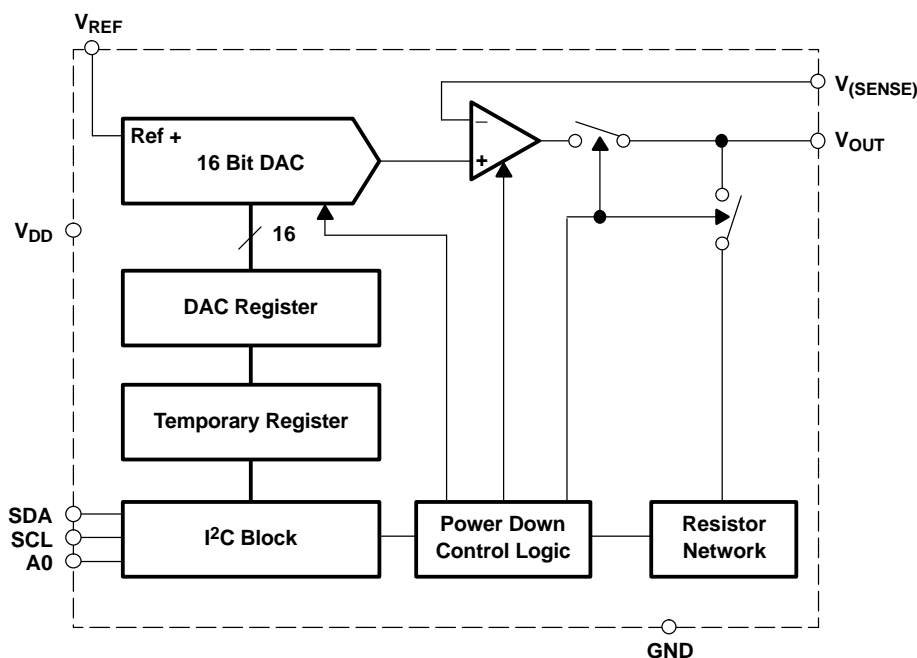 VREF
V(SENSE)
Ref +
−
16 Bit DAC
+
VOUT
VDD
16
DAC Register
Temporary Register
SDA
SCL
A0
I²C Block
Power Down
Control Logic
Resistor
Network
GND